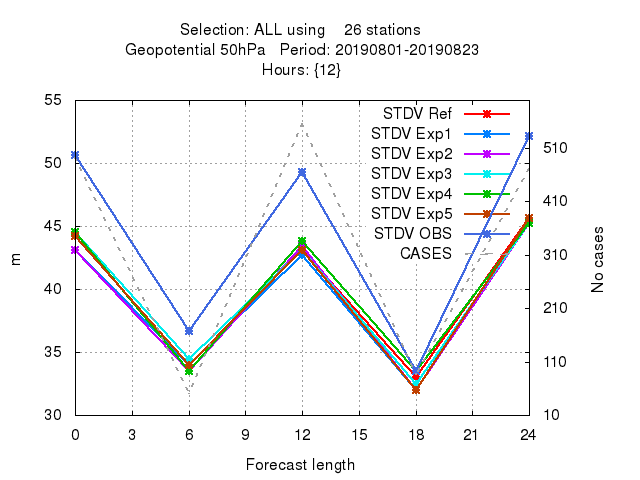 Selection: ALL using 26 stations
Geopotential 50hPa Period: 20190801-20190823
Hours: {12}
55
50
45
40
35
30
m
STDV Ref
STDV Exp1
STDV Exp2
STDV Exp3
STDV Exp4
STDV Exp5
STDV OBS
CASES
510
410
310
210
110
10
No cases
0 3 6 9 12 15 18 21 24
Forecast length